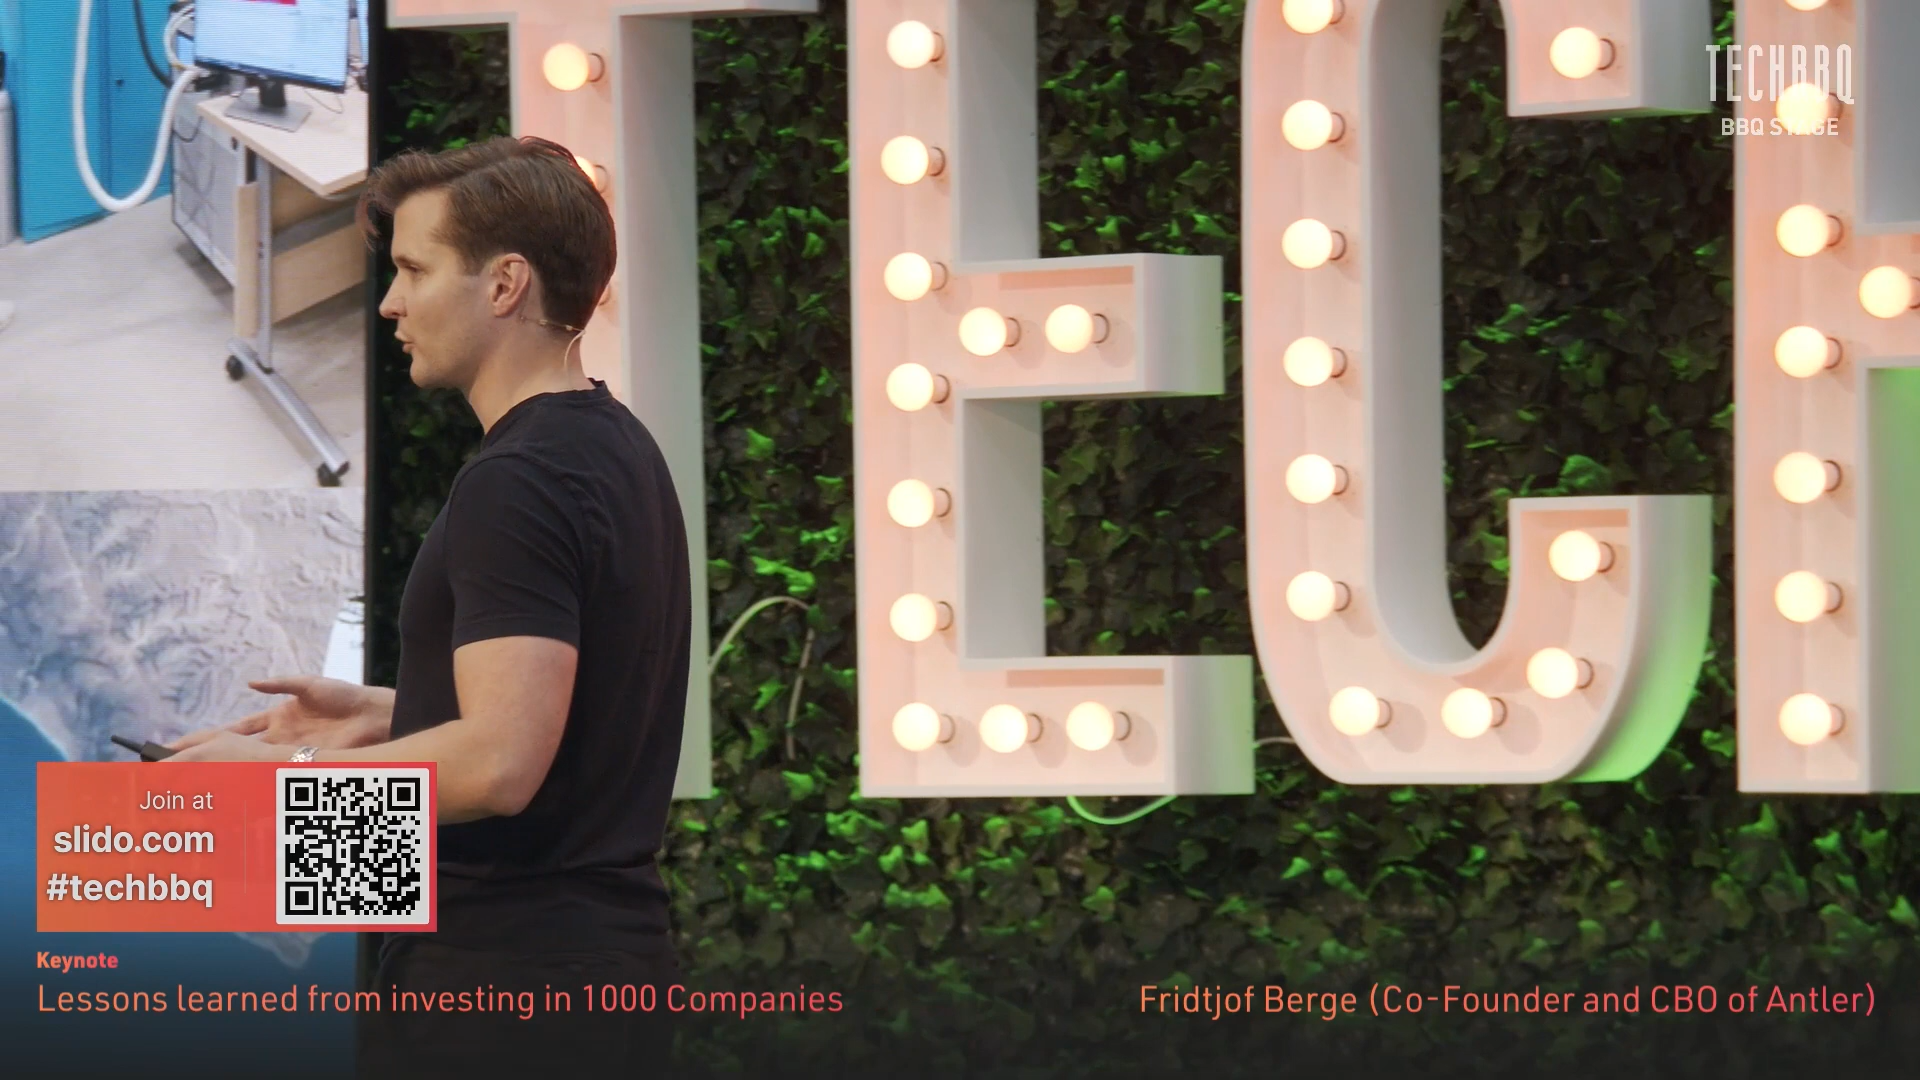 TECH
TECHBBQ
BBQ STAGE
Join at
slido.com
#techbbq
Keynote
Lessons learned from investing in 1000 Companies
Fridtjof Berge (Co-Founder and CBO of Antler)